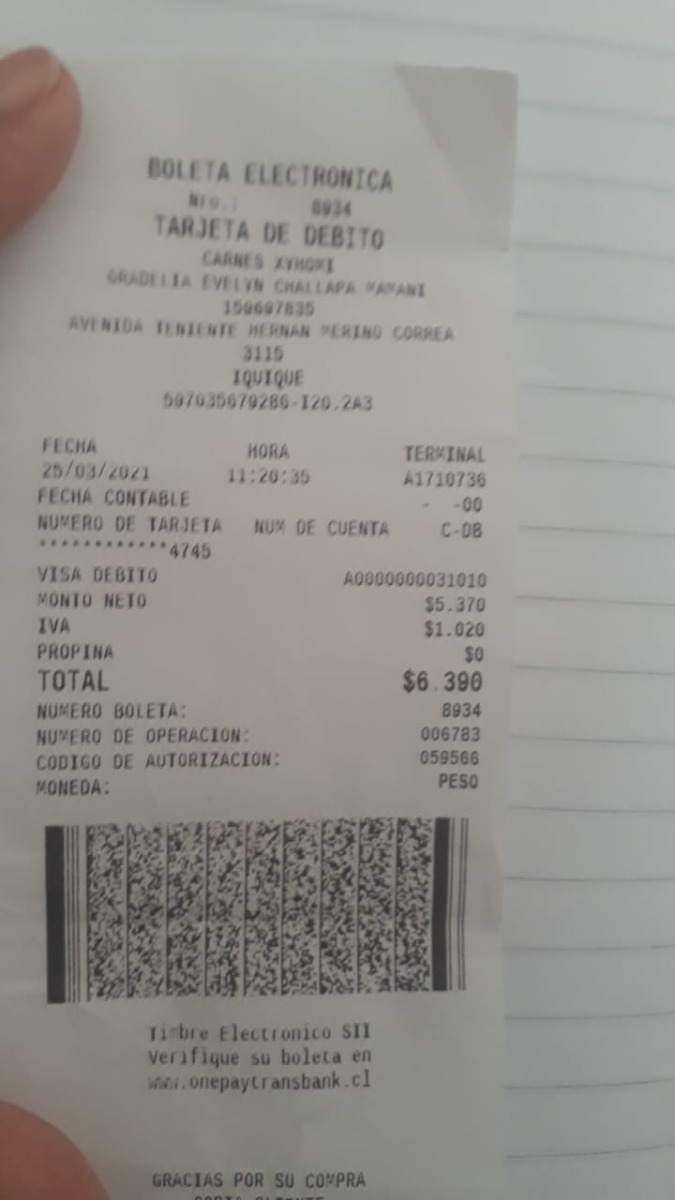 BOLETA ELECTRONICA
Nro.: 8934
TARJETA DE DEBITO
CARNES XYHOMI
GRADELIA EVELYN CHALLAPA MAMANI
159697835
AVENIDA TENIENTE HERNAN MERINO CORREA
3115
IQUIQUE
597035679286-I20.2A3
FECHA HORA TERMINAL
25/03/2021 11:20:35 A1710736
FECHA CONTABLE - -00
NUMERO DE TARJETA NUM DE CUENTA C-DB
************4745
VISA DEBITO A0000000031010
MONTO NETO $5.370
IVA $1.020
PROPINA $0
TOTAL $6.390
NUMERO BOLETA: 8934
NUMERO DE OPERACION: 006783
CODIGO DE AUTORIZACION: 059566
MONEDA: PESO
Timbre Electronico SII
Verifique su boleta en
www.onepaytransbank.cl
GRACIAS POR SU COMPRA
COPIA CLIENTE